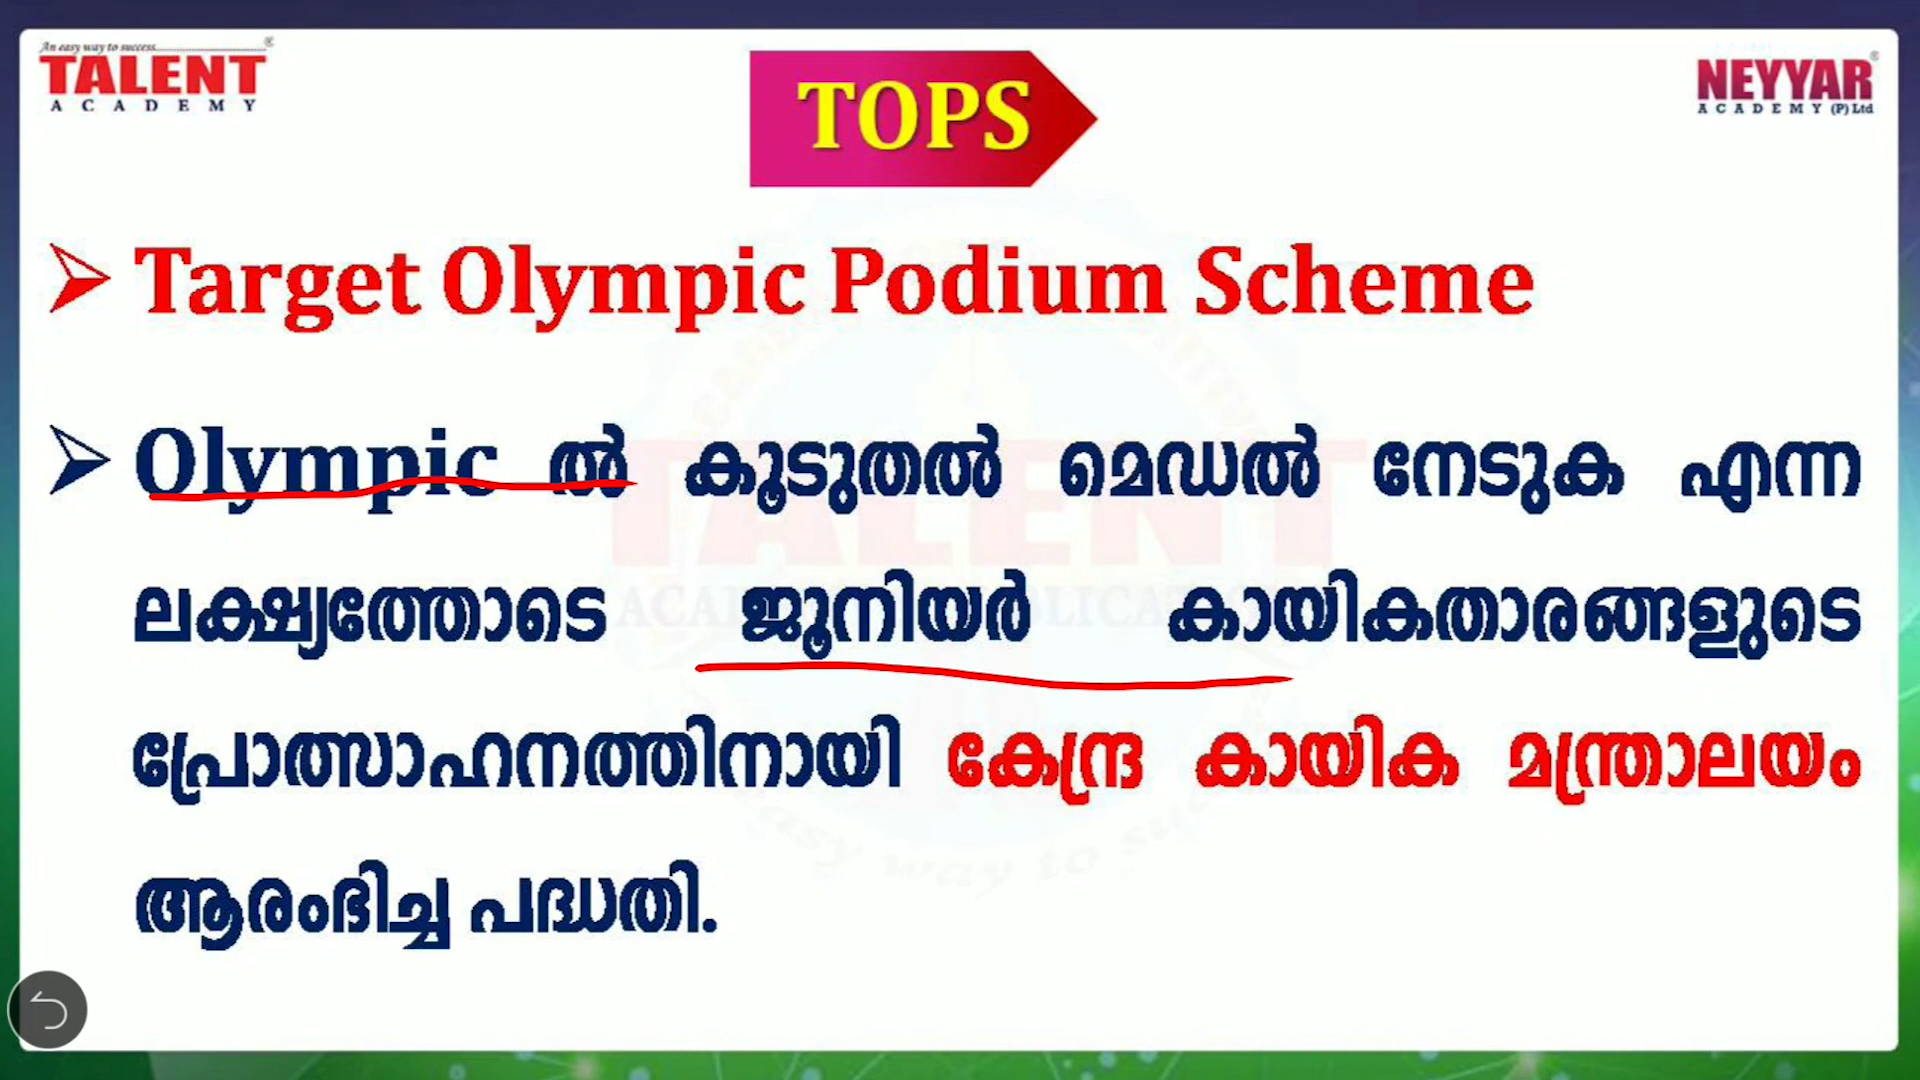 An easy way to success
TALENT
ACADEMY
TOPS
NEYYAR
ACADEMY (P) Ltd
Target Olympic Podium Scheme
Olympic ൽ കൂടുതൽ മെഡൽ നേടുക എന്ന
ലക്ഷ്യത്തോടെ ജൂനിയർ കായികതാരങ്ങളുടെ
പ്രോത്സാഹനത്തിനായി കേന്ദ്ര കായിക മന്ത്രാലയം
ആരംഭിച്ച പദ്ധതി.
TALENT